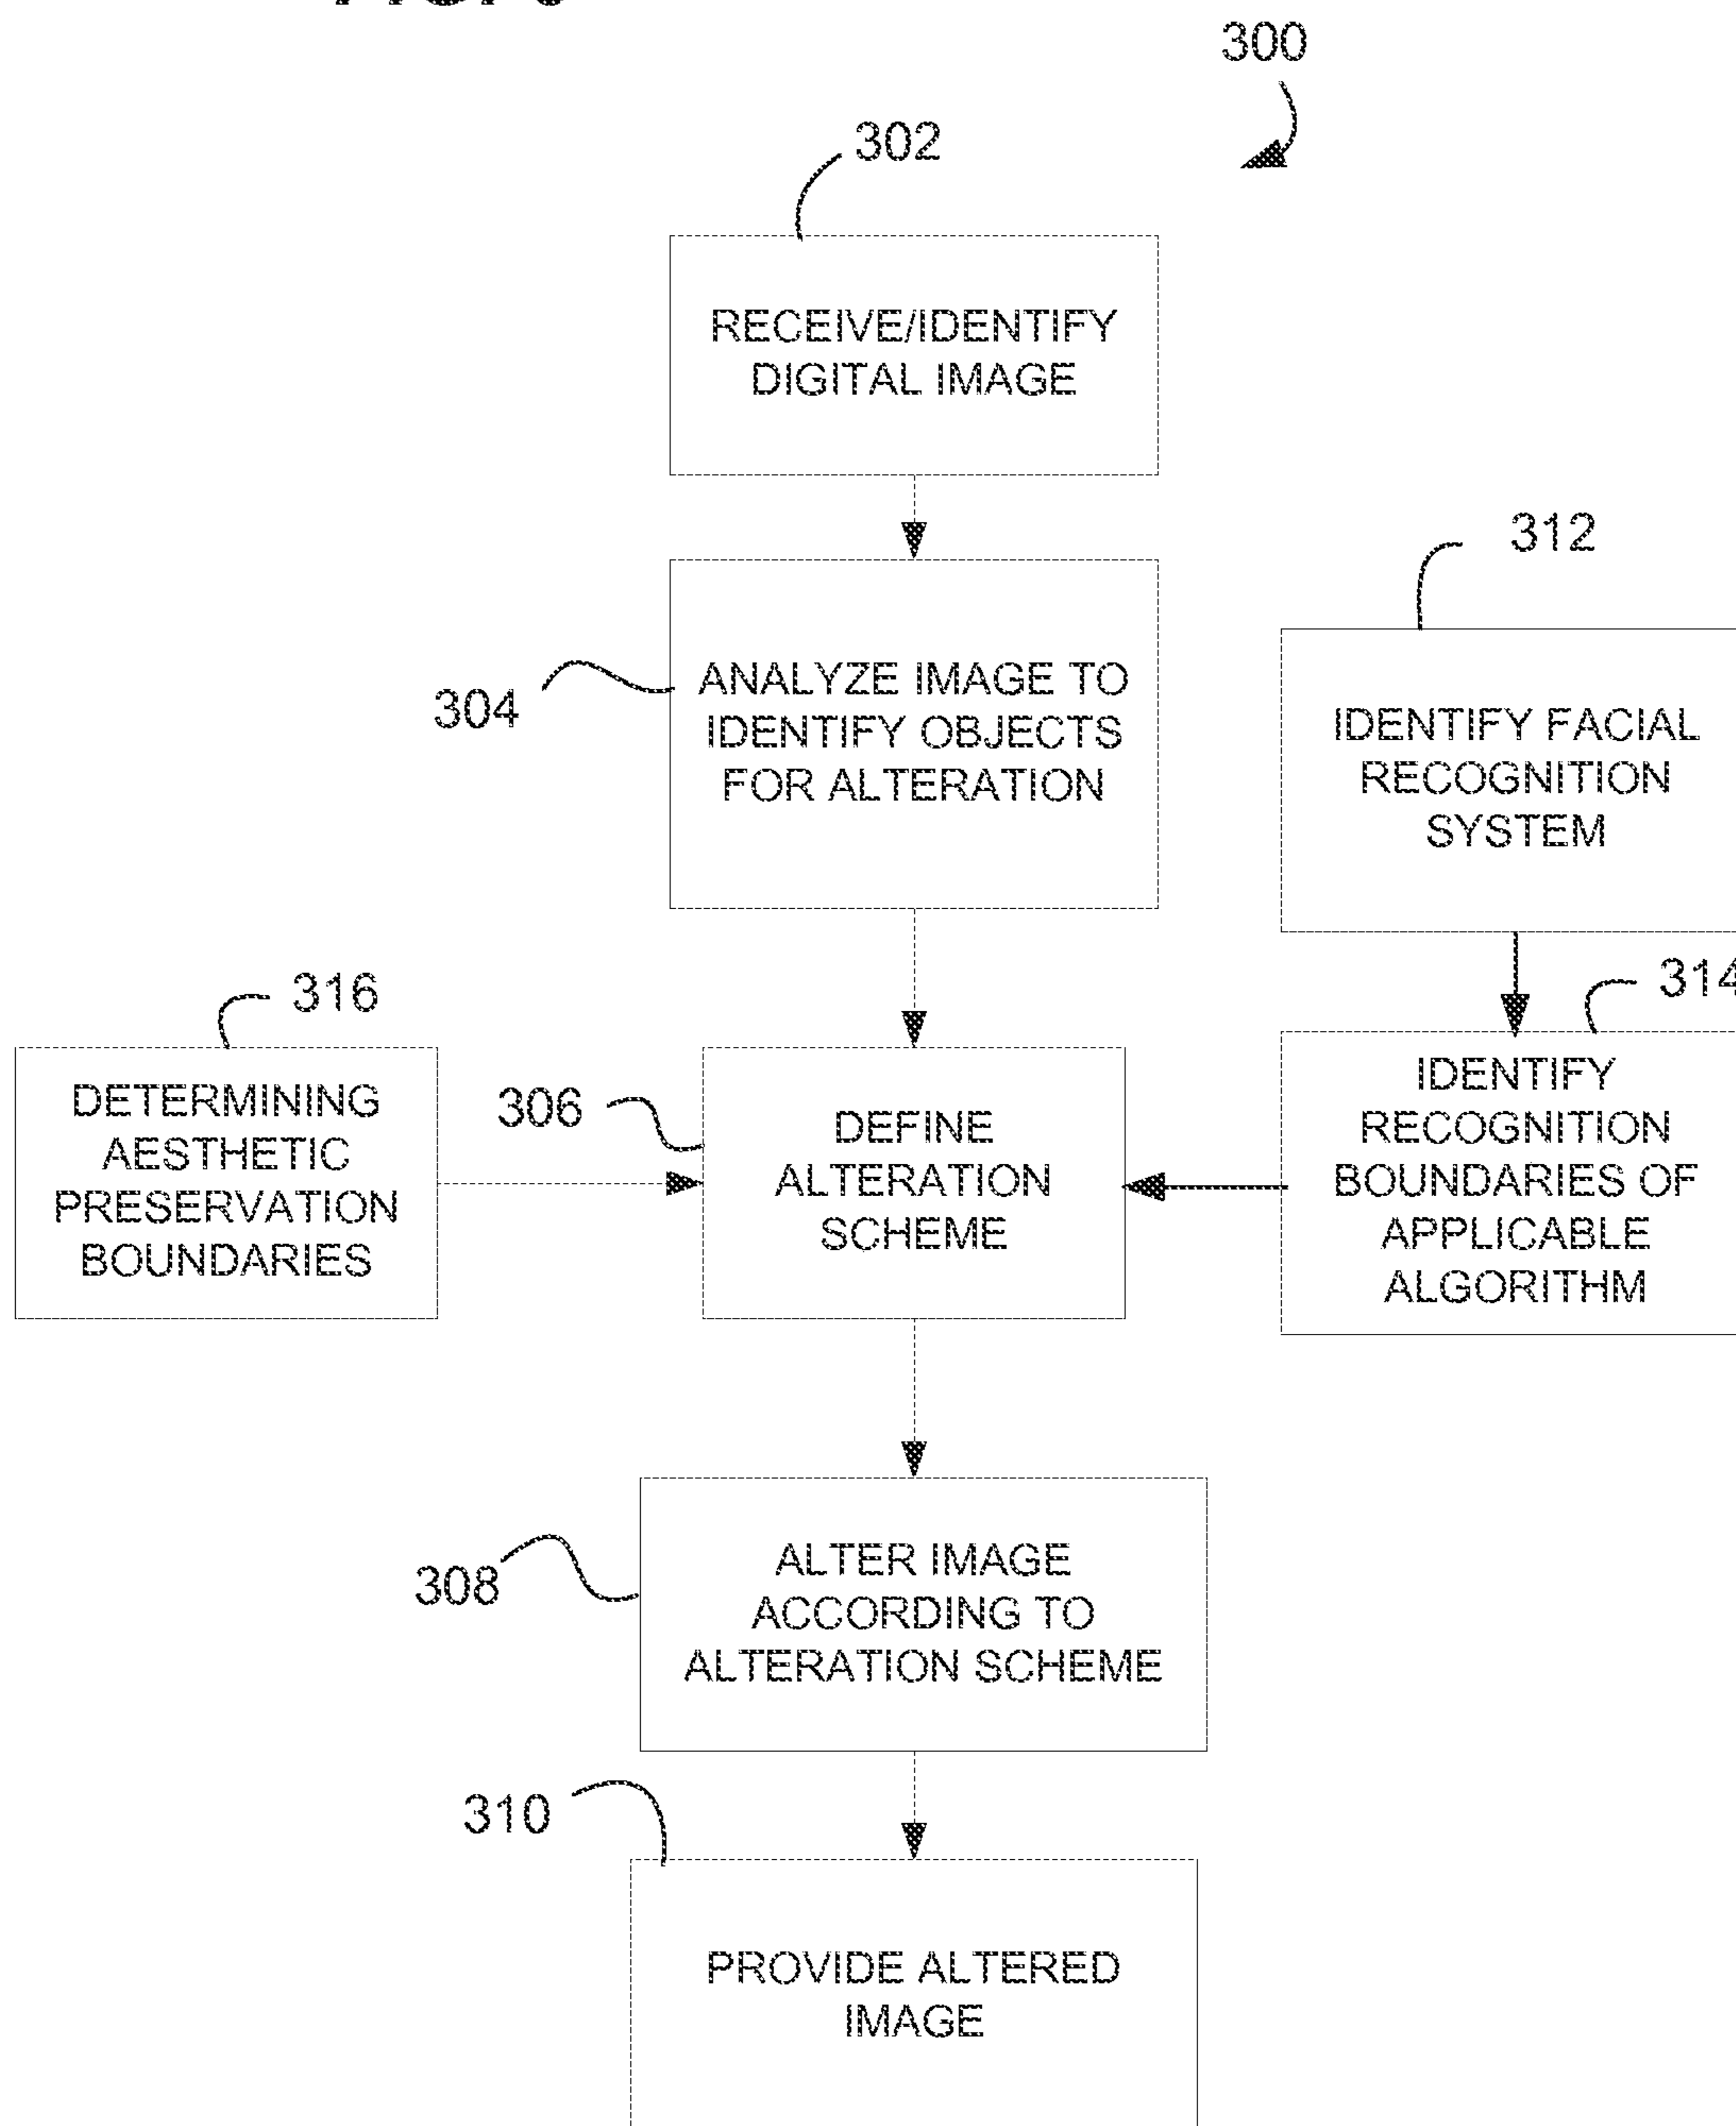 300
302
RECEIVE/IDENTIFY
DIGITAL IMAGE
312
304
ANALYZE IMAGE TO
IDENTIFY OBJECTS
FOR ALTERATION
IDENTIFY FACIAL
RECOGNITION
SYSTEM
316
314
DETERMINING
AESTHETIC
PRESERVATION
BOUNDARIES
306
DEFINE
ALTERATION
SCHEME
IDENTIFY
RECOGNITION
BOUNDARIES OF
APPLICABLE
ALGORITHM
308
ALTER IMAGE
ACCORDING TO
ALTERATION SCHEME
310
PROVIDE ALTERED
IMAGE